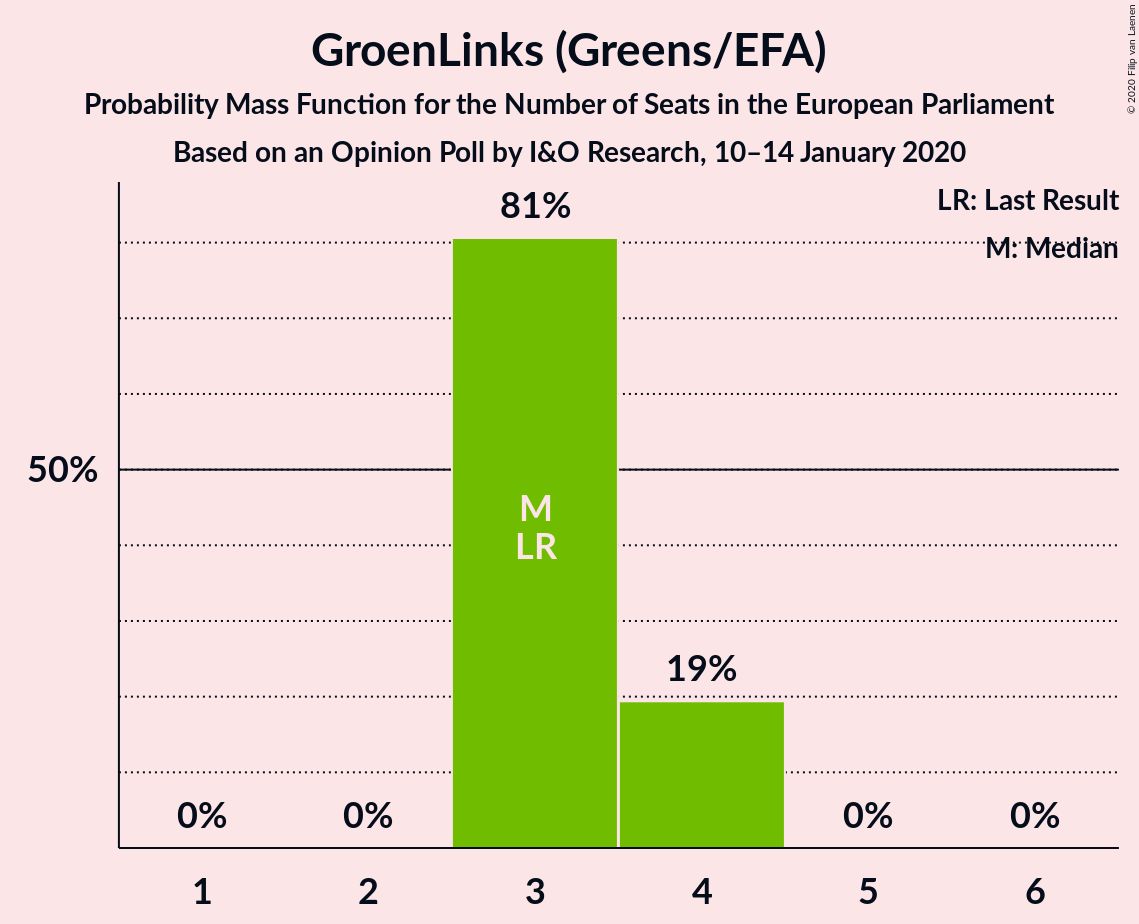 GroenLinks (Greens/EFA)
Probability Mass Function for the Number of Seats in the European Parliament
Based on an Opinion Poll by I&O Research, 10–14 January 2020
© 2020 Filip van Laenen
LR: Last Result
M: Median
81%
50%
M
LR
19%
0% 0% 0% 0%
1 2 3 4 5 6